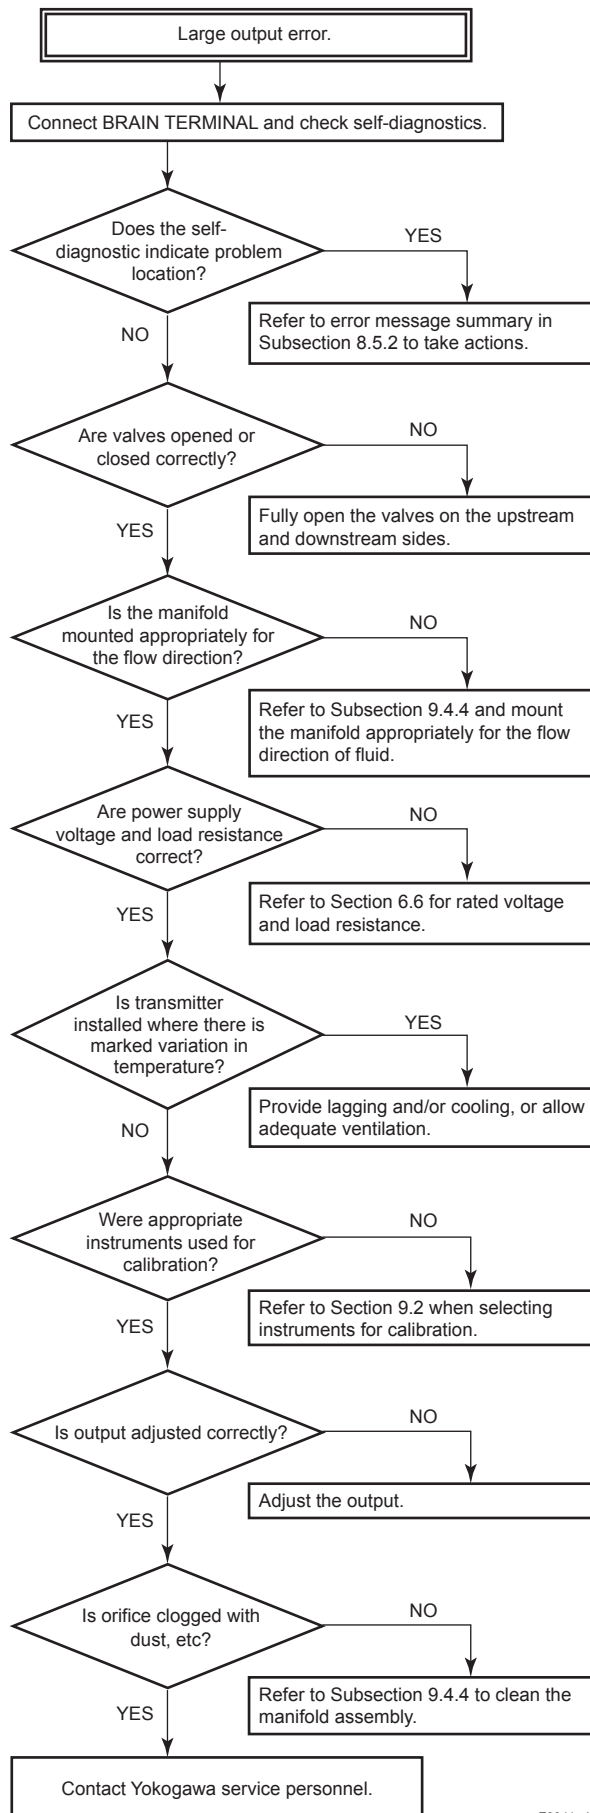 Large output error.
Connect BRAIN TERMINAL and check self-diagnostics.
Does the self-
diagnostic indicate problem
location?
YES
Refer to error message summary in
Subsection 8.5.2 to take actions.
NO
Are valves opened or
closed correctly?
NO
Fully open the valves on the upstream
and downstream sides.
YES
Is the manifold
mounted appropriately for
the flow direction?
NO
Refer to Subsection 9.4.4 and mount
the manifold appropriately for the flow
direction of fluid.
YES
Are power supply
voltage and load resistance
correct?
NO
Refer to Section 6.6 for rated voltage
and load resistance.
YES
Is transmitter
installed where there is
marked variation in
temperature?
YES
Provide lagging and/or cooling, or allow
adequate ventilation.
NO
Were appropriate
instruments used for
calibration?
NO
Refer to Section 9.2 when selecting
instruments for calibration.
YES
Is output adjusted correctly?
NO
Adjust the output.
YES
Is orifice clogged with
dust, etc?
NO
Refer to Subsection 9.4.4 to clean the
manifold assembly.
YES
Contact Yokogawa service personnel.